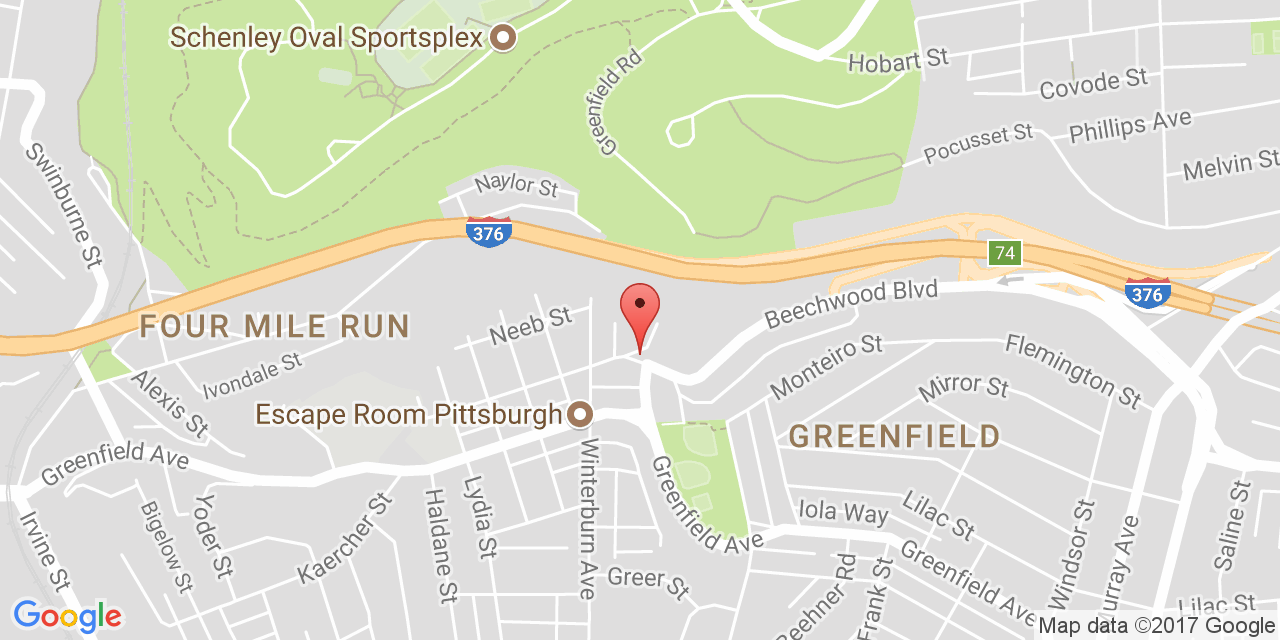 Schenley Oval Sportsplex
Greenfield Rd
Hobart St
Covode St
Phillips Ave
Pocusset St
Melvin St
Swinburne St
Naylor St
376
74
376
Beechwood Blvd
FOUR MILE RUN
Neeb St
Ivondale St
Alexis St
Monteiro St
Flemington St
Mirror St
Escape Room Pittsburgh
GREENFIELD
Greenfield Ave
Winterburn Ave
Greenfield Ave
Iola Way
Lilac St
Yoder St
Bigelow St
Kaercher St
Haldane St
Lydia St
Irvine St
Greer St
Beehner Rd
Frank St
Greenfield Ave
Windsor St
Murray Ave
Saline St
Lilac St
Google
Map data ©2017 Google